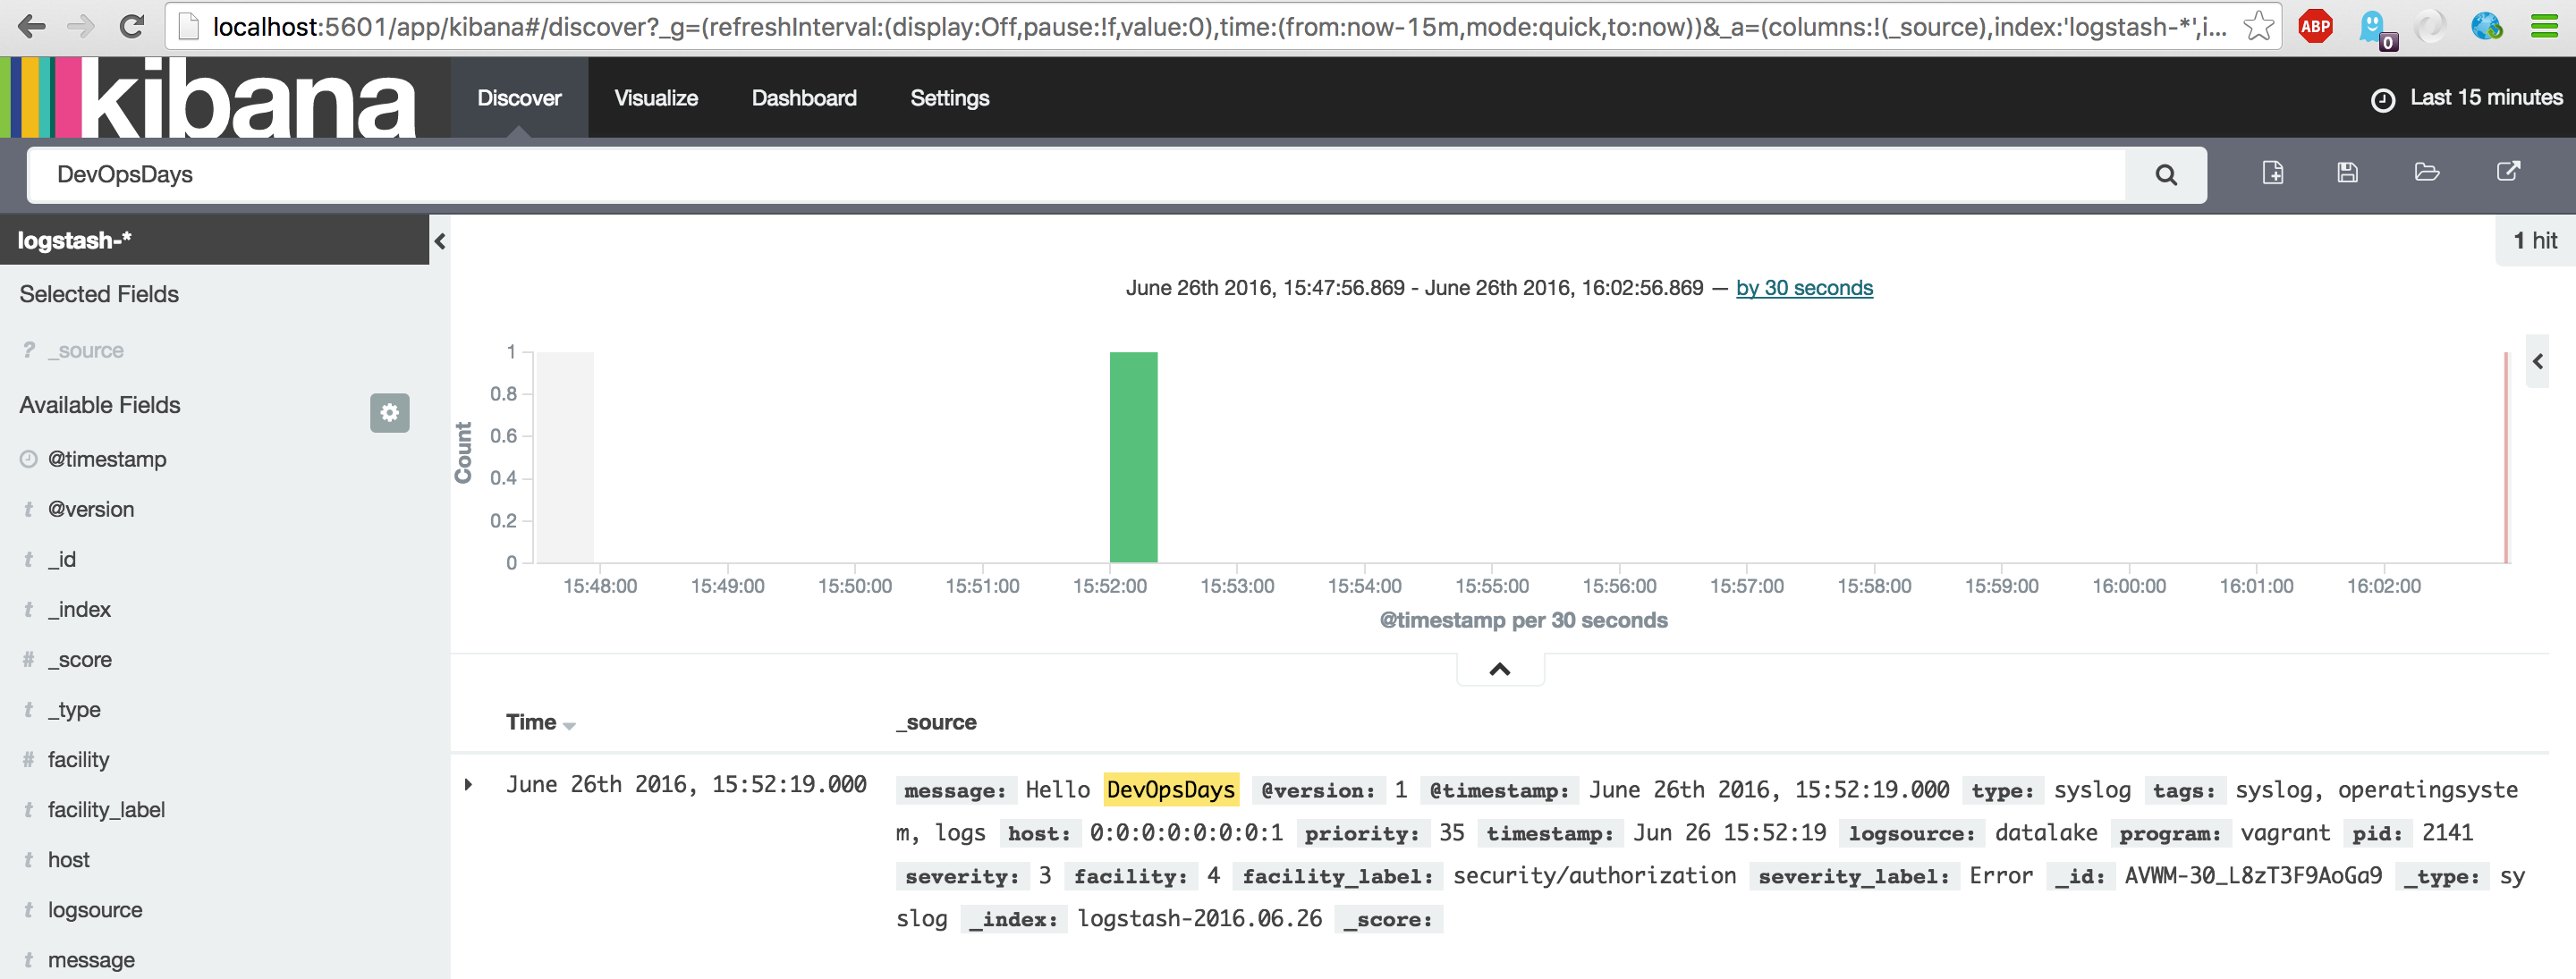 localhost:5601/app/kibana#/discover?_g=(refreshInterval:(display:Off,pause:!f,value:0),time:(from:now-15m,mode:quick,to:now))&_a=(columns:!(_source),index:'logstash-*',i...
ABP
0
kibana
Discover Visualize Dashboard Settings
Last 15 minutes
DevOpsDays
logstash-*
1 hit
Selected Fields
? _source
Available Fields
@timestamp
t @version
t _id
t _index
# _score
t _type
# facility
t facility_label
t host
t logsource
t message
June 26th 2016, 15:47:56.869 - June 26th 2016, 16:02:56.869 — by 30 seconds
Count
1
0.8
0.6
0.4
0.2
0
15:48:00 15:49:00 15:50:00 15:51:00 15:52:00 15:53:00 15:54:00 15:55:00 15:56:00 15:57:00 15:58:00 15:59:00 16:00:00 16:01:00 16:02:00
@timestamp per 30 seconds
Time _source
June 26th 2016, 15:52:19.000
message: Hello DevOpsDays @version: 1 @timestamp: June 26th 2016, 15:52:19.000 type: syslog tags: syslog, operatingsyste
m, logs host: 0:0:0:0:0:0:0:1 priority: 35 timestamp: Jun 26 15:52:19 logsource: datalake program: vagrant pid: 2141
severity: 3 facility: 4 facility_label: security/authorization severity_label: Error _id: AVWM-30_L8zT3F9AoGa9 _type: sy
slog _index: logstash-2016.06.26 _score: